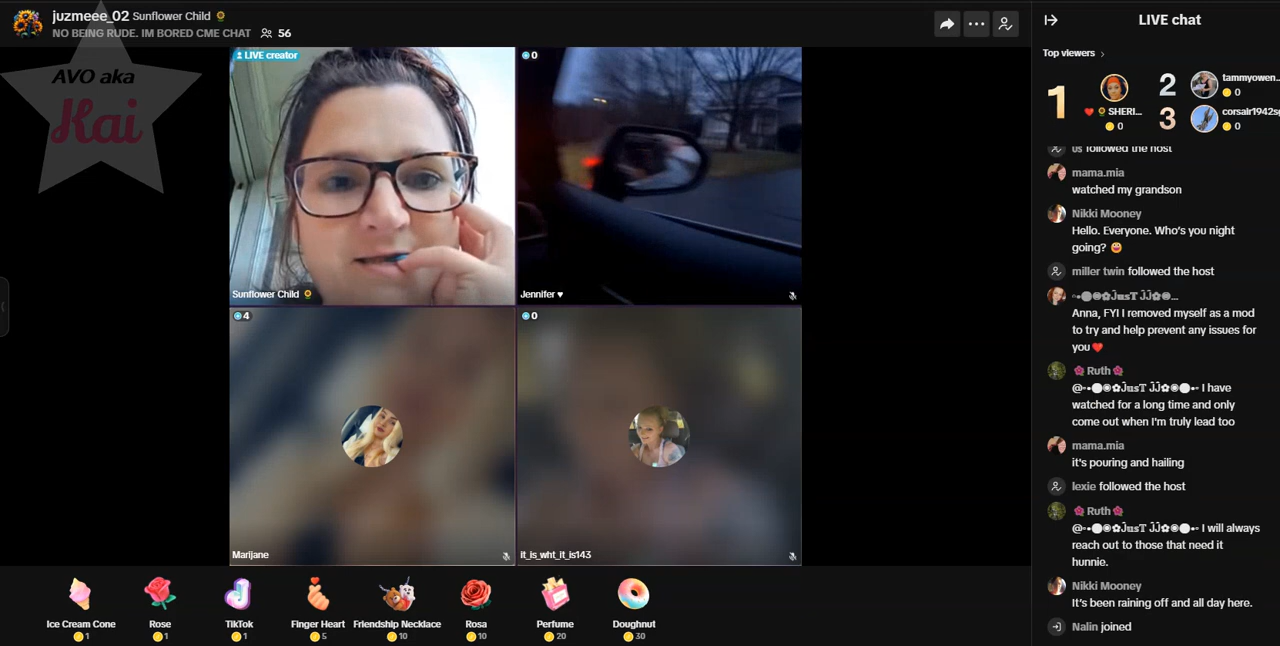 juzmeee_02 Sunflower Child 🌻
NO BEING RUDE. IM BORED CME CHAT 56
AVO aka
Kai
LIVE creator
0
Sunflower Child 🌻
Jennifer ♥
4
0
Marijane
it_is_wht_it_is143
Ice Cream Cone
1
Rose
1
TikTok
1
Finger Heart
5
Friendship Necklace
10
Rosa
10
Perfume
20
Doughnut
30
LIVE chat
Top viewers >
1
❤️ 🌻 SHERI...
0
2
tammyowen...
0
3
corsair1942s
0
us followed the host
mama.mia
watched my grandson
Nikki Mooney
Hello. Everyone. Who's you night
going? 😀
miller twin followed the host
Anna, FYI I removed myself as a mod
to try and help prevent any issues for
you❤️
🌺Ruth🌺
I have
watched for a long time and only
come out when I'm truly lead too
mama.mia
it's pouring and hailing
lexie followed the host
🌺Ruth🌺
I will always
reach out to those that need it
hunnie.
Nikki Mooney
It's been raining off and all day here.
Nalin joined